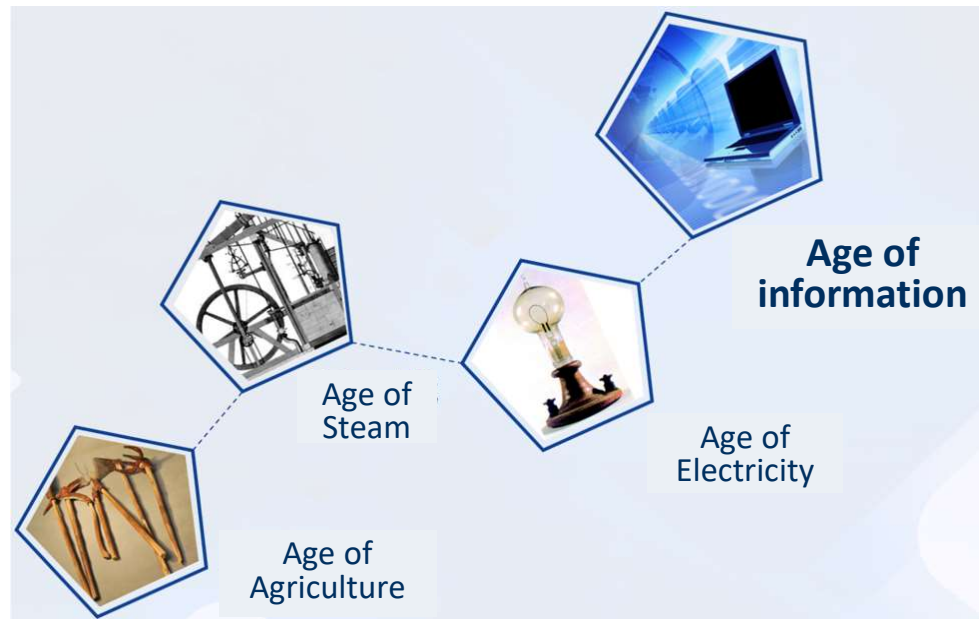 Age of
information
Age of
Steam
Age of
Electricity
Age of
Agriculture